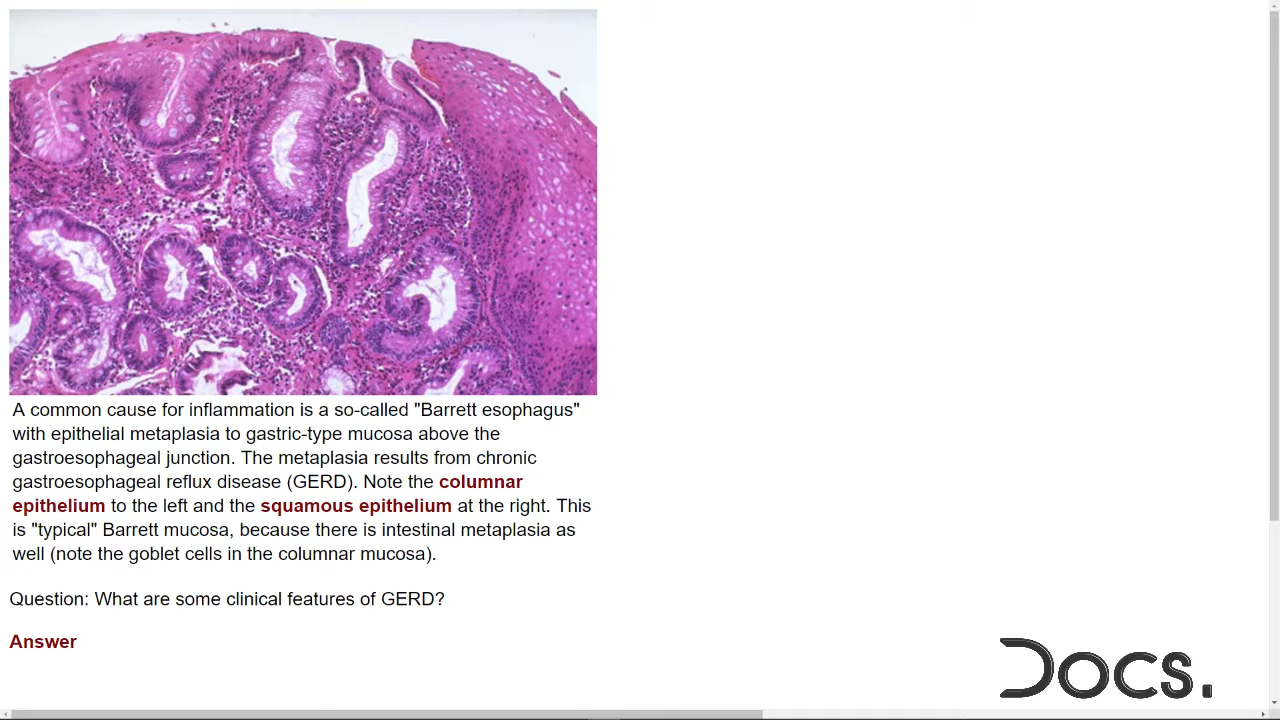 A common cause for inflammation is a so-called "Barrett esophagus"
with epithelial metaplasia to gastric-type mucosa above the
gastroesophageal junction. The metaplasia results from chronic
gastroesophageal reflux disease (GERD). Note the columnar
epithelium to the left and the squamous epithelium at the right. This
is "typical" Barrett mucosa, because there is intestinal metaplasia as
well (note the goblet cells in the columnar mucosa).
Question: What are some clinical features of GERD?
Answer
DOCS.